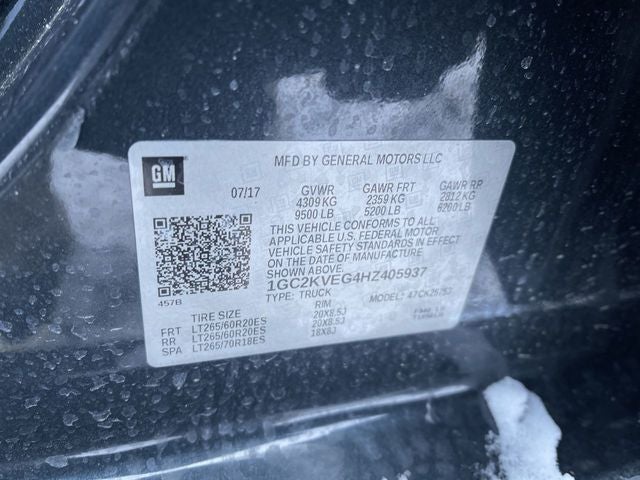 GM
MFD BY GENERAL MOTORS LLC
07/17 GVWR GAWR FRT GAWR RR
4309 KG 2359 KG 2812 KG
9500 LB 5200 LB 6200 LB
THIS VEHICLE CONFORMS TO ALL
APPLICABLE U.S. FEDERAL MOTOR
VEHICLE SAFETY STANDARDS IN EFFECT
ON THE DATE OF MANUFACTURE
SHOWN ABOVE.
1GC2KVEG4HZ405937
457B TYPE: TRUCK MODEL:
TIRE SIZE RIM
FRT LT265/60R20ES 20X8.5J
RR LT265/60R20ES 20X8.5J
SPA LT265/70R18ES 18X8J